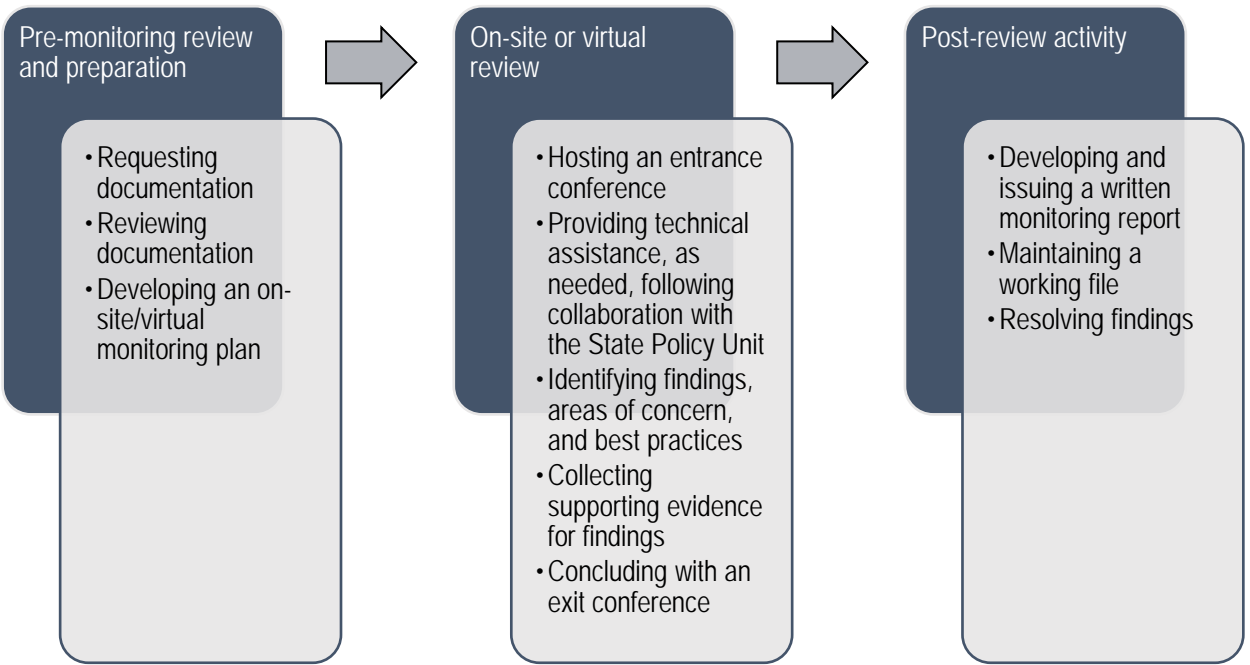 Pre-monitoring review
and preparation
• Requesting
documentation
• Reviewing
documentation
• Developing an on-
site/virtual
monitoring plan
On-site or virtual
review
• Hosting an entrance
conference
• Providing technical
assistance, as
needed, following
collaboration with
the State Policy Unit
• Identifying findings,
areas of concern,
and best practices
• Collecting
supporting evidence
for findings
• Concluding with an
exit conference
Post-review activity
• Developing and
issuing a written
monitoring report
• Maintaining a
working file
• Resolving findings